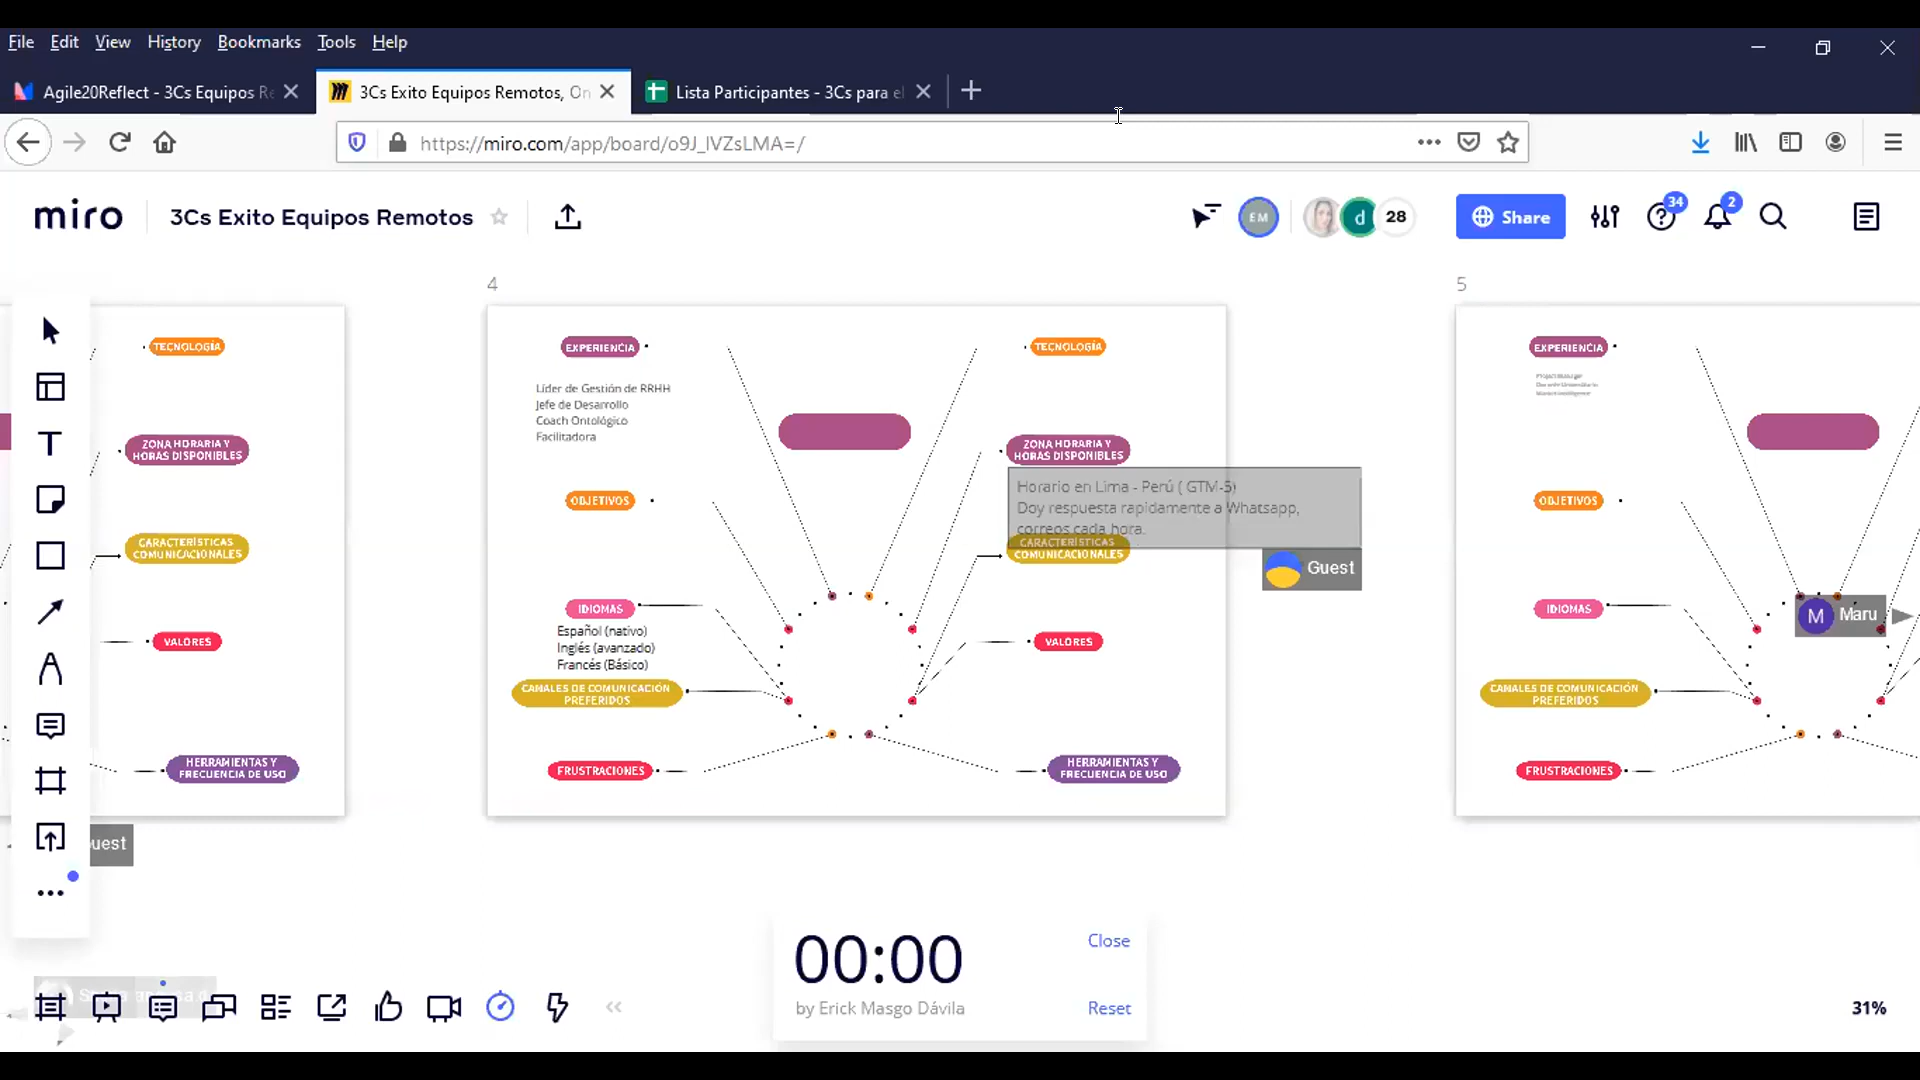 File Edit View History Bookmarks Tools Help
Agile20Reflect - 3Cs Equipos Re
3Cs Exito Equipos Remotos, On
Lista Participantes - 3Cs para el
https://miro.com/app/board/o9J_lVZsLMA=/
miro
3Cs Exito Equipos Remotos
EM
d
28
Share
34
2
4
5
TECNOLOGÍA
ZONA HORARIA Y
HORAS DISPONIBLES
CARACTERÍSTICAS
COMUNICACIONALES
VALORES
HERRAMIENTAS Y
FRECUENCIA DE USO
uest
EXPERIENCIA
Líder de Gestión de RRHH
Jefe de Desarrollo
Coach Ontológico
Facilitadora
OBJETIVOS
IDIOMAS
Español (nativo)
Inglés (avanzado)
Francés (Básico)
CANALES DE COMUNICACIÓN
PREFERIDOS
FRUSTRACIONES
TECNOLOGÍA
ZONA HORARIA Y
HORAS DISPONIBLES
Horario en Lima - Perú ( GTM-5)
Doy respuesta rapidamente a Whatsapp,
correos cada hora.
CARACTERÍSTICAS
COMUNICACIONALES
Guest
VALORES
HERRAMIENTAS Y
FRECUENCIA DE USO
EXPERIENCIA
Project Manager
OBJETIVOS
IDIOMAS
M Maru
CANALES DE COMUNICACIÓN
PREFERIDOS
FRUSTRACIONES
00:00
Close
by Erick Masgo Dávila
Reset
31%